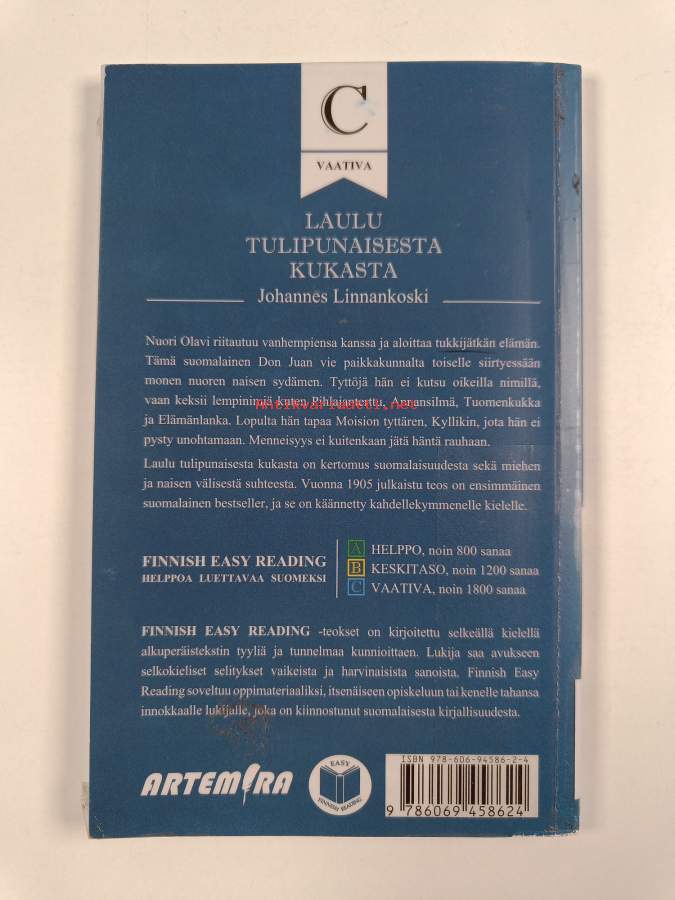 C
VAATIVA
LAULU
TULIPUNAISESTA
KUKASTA
Johannes Linnankoski
Nuori Olavi riitautuu vanhempiensa kanssa ja aloittaa tukkijätkän elämän.
Tämä suomalainen Don Juan vie paikkakunnalta toiselle siirtyessään
monen nuoren naisen sydämen. Tyttöjä hän ei kutsu oikeilla nimillä,
vaan keksii lempinimiä kuten Pihlajanterttu, Annansilmä, Tuomenkukka
Antikvariaatti.net
ja Elämänlanka. Lopulta hän tapaa Moision tyttären, Kyllikin, jota hän ei
pysty unohtamaan. Menneisyys ei kuitenkaan jätä häntä rauhaan.
Laulu tulipunaisesta kukasta on kertomus suomalaisuudesta sekä miehen
ja naisen välisestä suhteesta. Vuonna 1905 julkaistu teos on ensimmäinen
suomalainen bestseller, ja se on käännetty kahdellekymmenelle kielelle.
FINNISH EASY READING
HELPPOA LUETTAVAA SUOMEKSI
A HELPPO, noin 800 sanaa
B KESKITASO, noin 1200 sanaa
C VAATIVA, noin 1800 sanaa
FINNISH EASY READING -teokset on kirjoitettu selkeällä kielellä
alkuperäistekstin tyyliä ja tunnelmaa kunnioittaen. Lukija saa avukseen
selkokieliset selitykset vaikeista ja harvinaisista sanoista. Finnish Easy
Reading soveltuu oppimateriaaliksi, itsenäiseen opiskeluun tai kenelle tahansa
innokkaalle lukijalle, joka on kiinnostunut suomalaisesta kirjallisuudesta.
ARTEMIRA
EASY
FINNISH READING
ISBN 978-606-94586-2-4
9 786069 458624